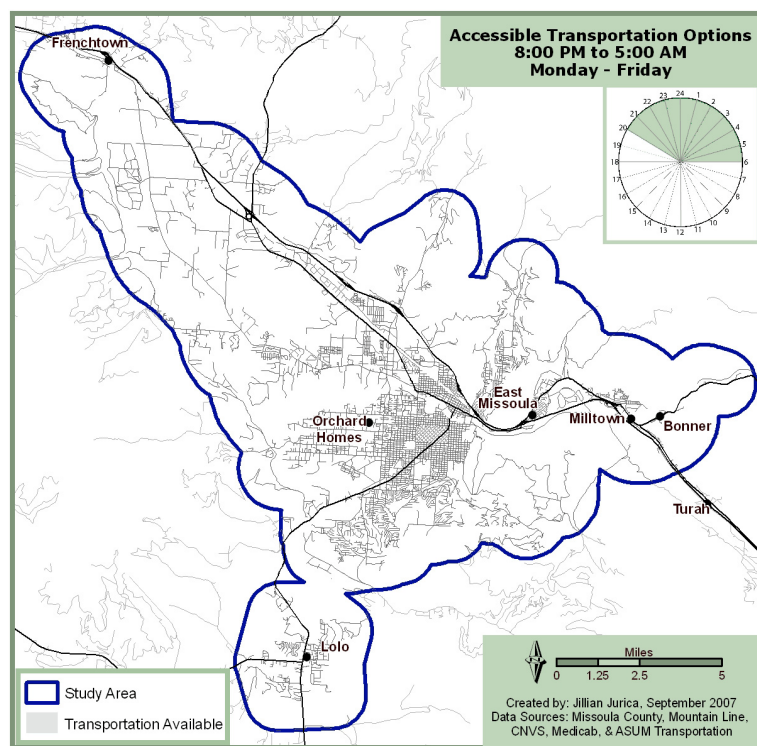 Accessible Transportation Options
8:00 PM to 5:00 AM
Monday - Friday
24
1
2
3
4
5
6
7
8
9
10
11
12
13
14
15
16
17
18
19
20
21
22
23
Frenchtown
East
Missoula
Orchard
Homes
Milltown
Bonner
Turah
Lolo
Study Area
Transportation Available
Miles
0 1.25 2.5 5
Created by: Jillian Jurica, September 2007
Data Sources: Missoula County, Mountain Line,
CNVS, Medicab, & ASUM Transportation